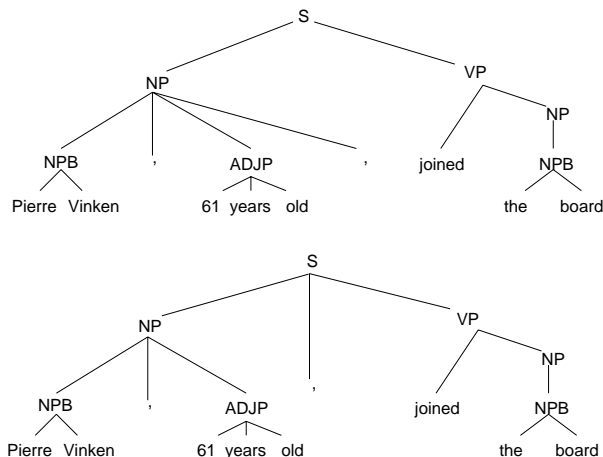 S
NP VP
NP
NPB , ADJP , joined NPB
Pierre Vinken 61 years old the board
S
NP VP
NP
,
NPB , ADJP joined NPB
Pierre Vinken 61 years old the board